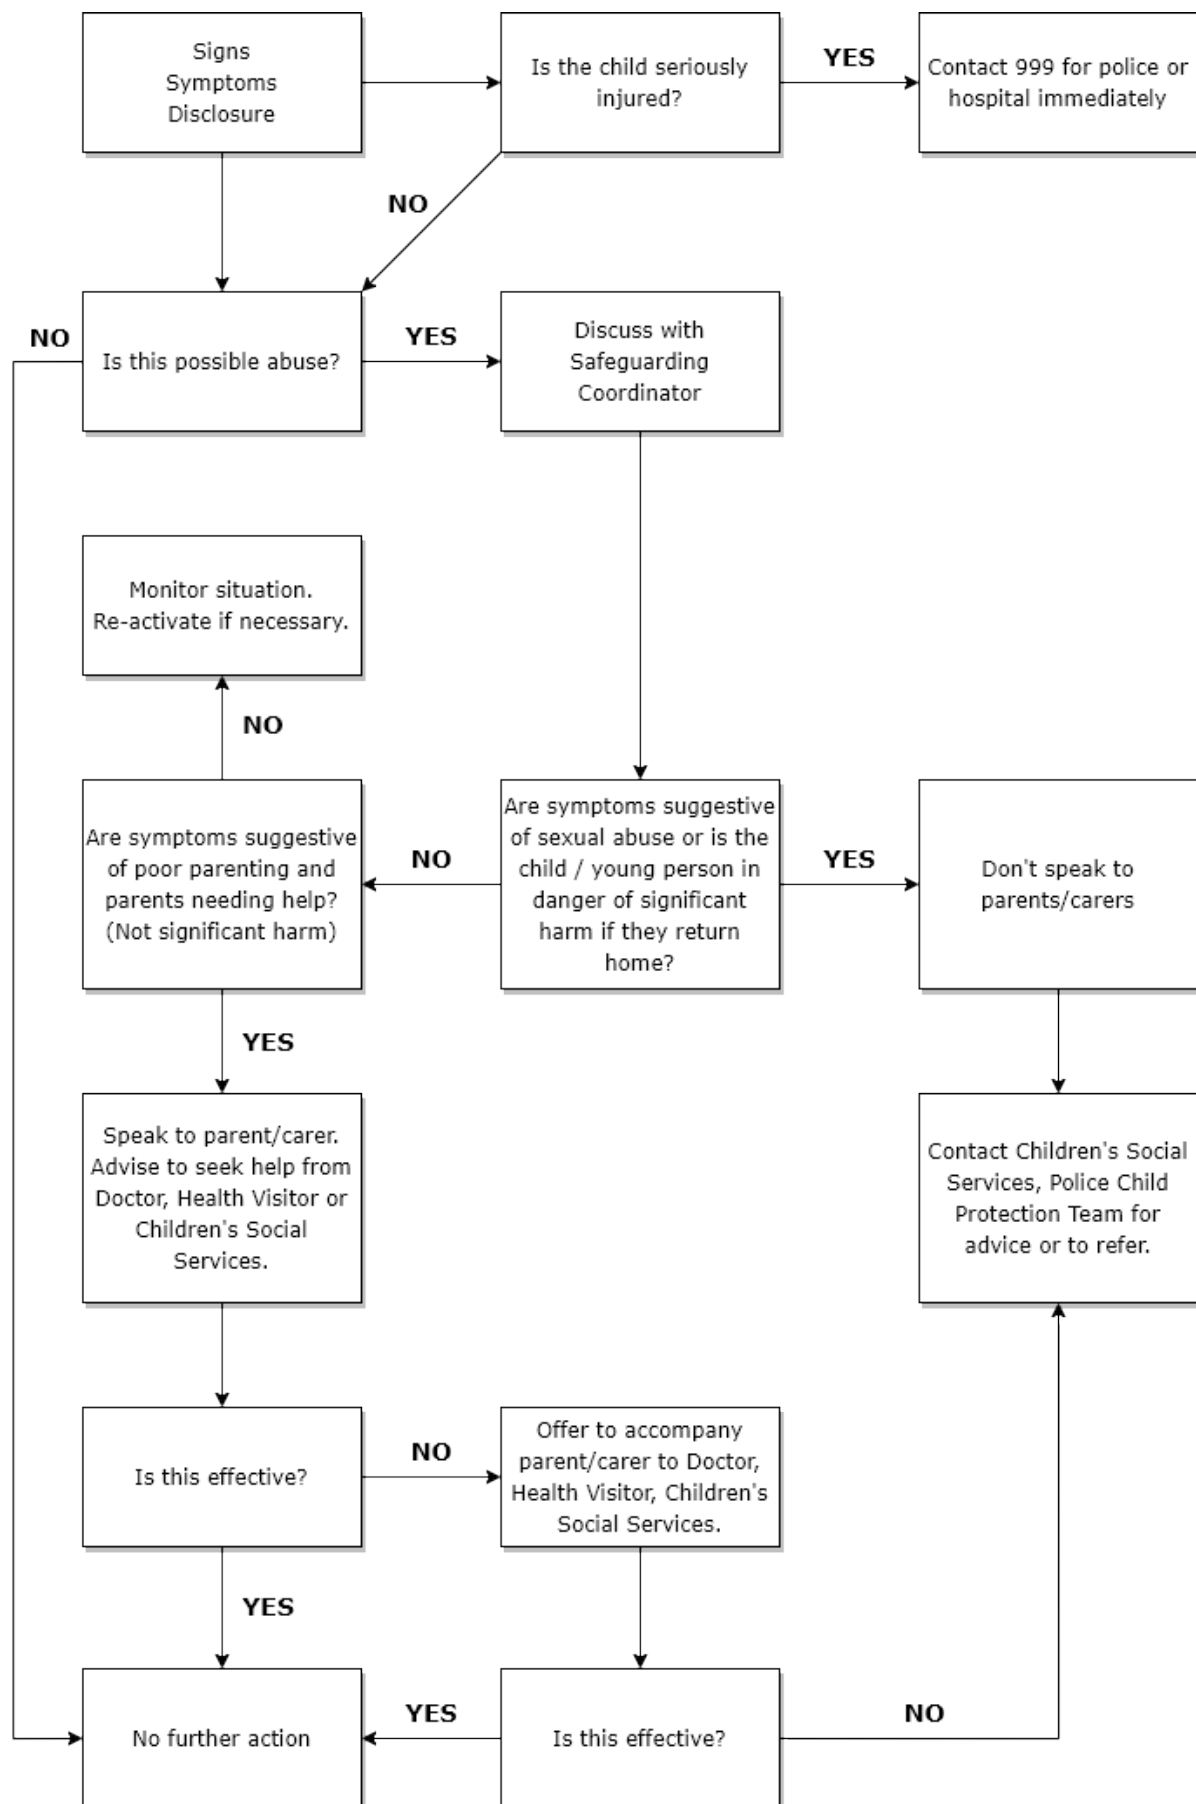 Signs
Symptoms
Disclosure
Is the child seriously
injured?
YES
Contact 999 for police or
hospital immediately
NO
NO
Is this possible abuse?
YES
Discuss with
Safeguarding
Coordinator
Monitor situation.
Re-activate if necessary.
NO
Are symptoms suggestive
of poor parenting and
parents needing help?
(Not significant harm)
NO
Are symptoms suggestive
of sexual abuse or is the
child / young person in
danger of significant
harm if they return
home?
YES
Don't speak to
parents/carers
YES
Speak to parent/carer.
Advise to seek help from
Doctor, Health Visitor or
Children's Social
Services.
Contact Children's Social
Services, Police Child
Protection Team for
advice or to refer.
Is this effective?
NO
Offer to accompany
parent/carer to Doctor,
Health Visitor, Children's
Social Services.
YES
No further action
YES
Is this effective?
NO